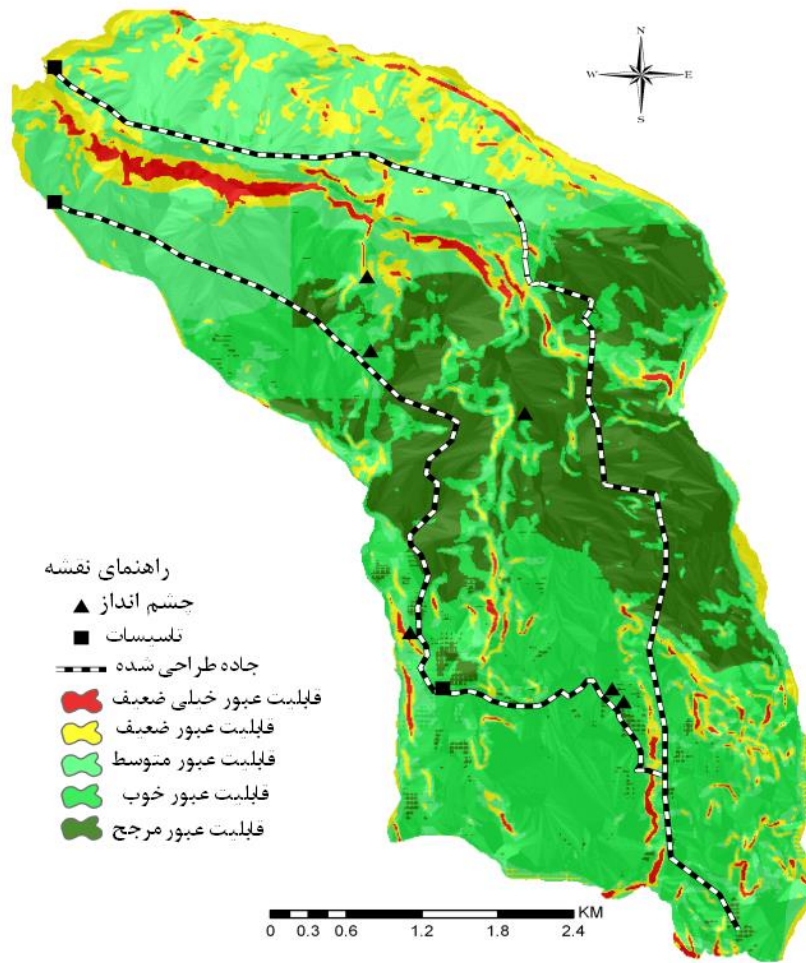 N
W E
S
راهنمای نقشه
چشم انداز
تاسیسات
جاده طراحی شده
قابلیت عبور خیلی ضعیف
قابلیت عبور ضعیف
قابلیت عبور متوسط
قابلیت عبور خوب
قابلیت عبور مرجح
KM
0 0.3 0.6 1.2 1.8 2.4